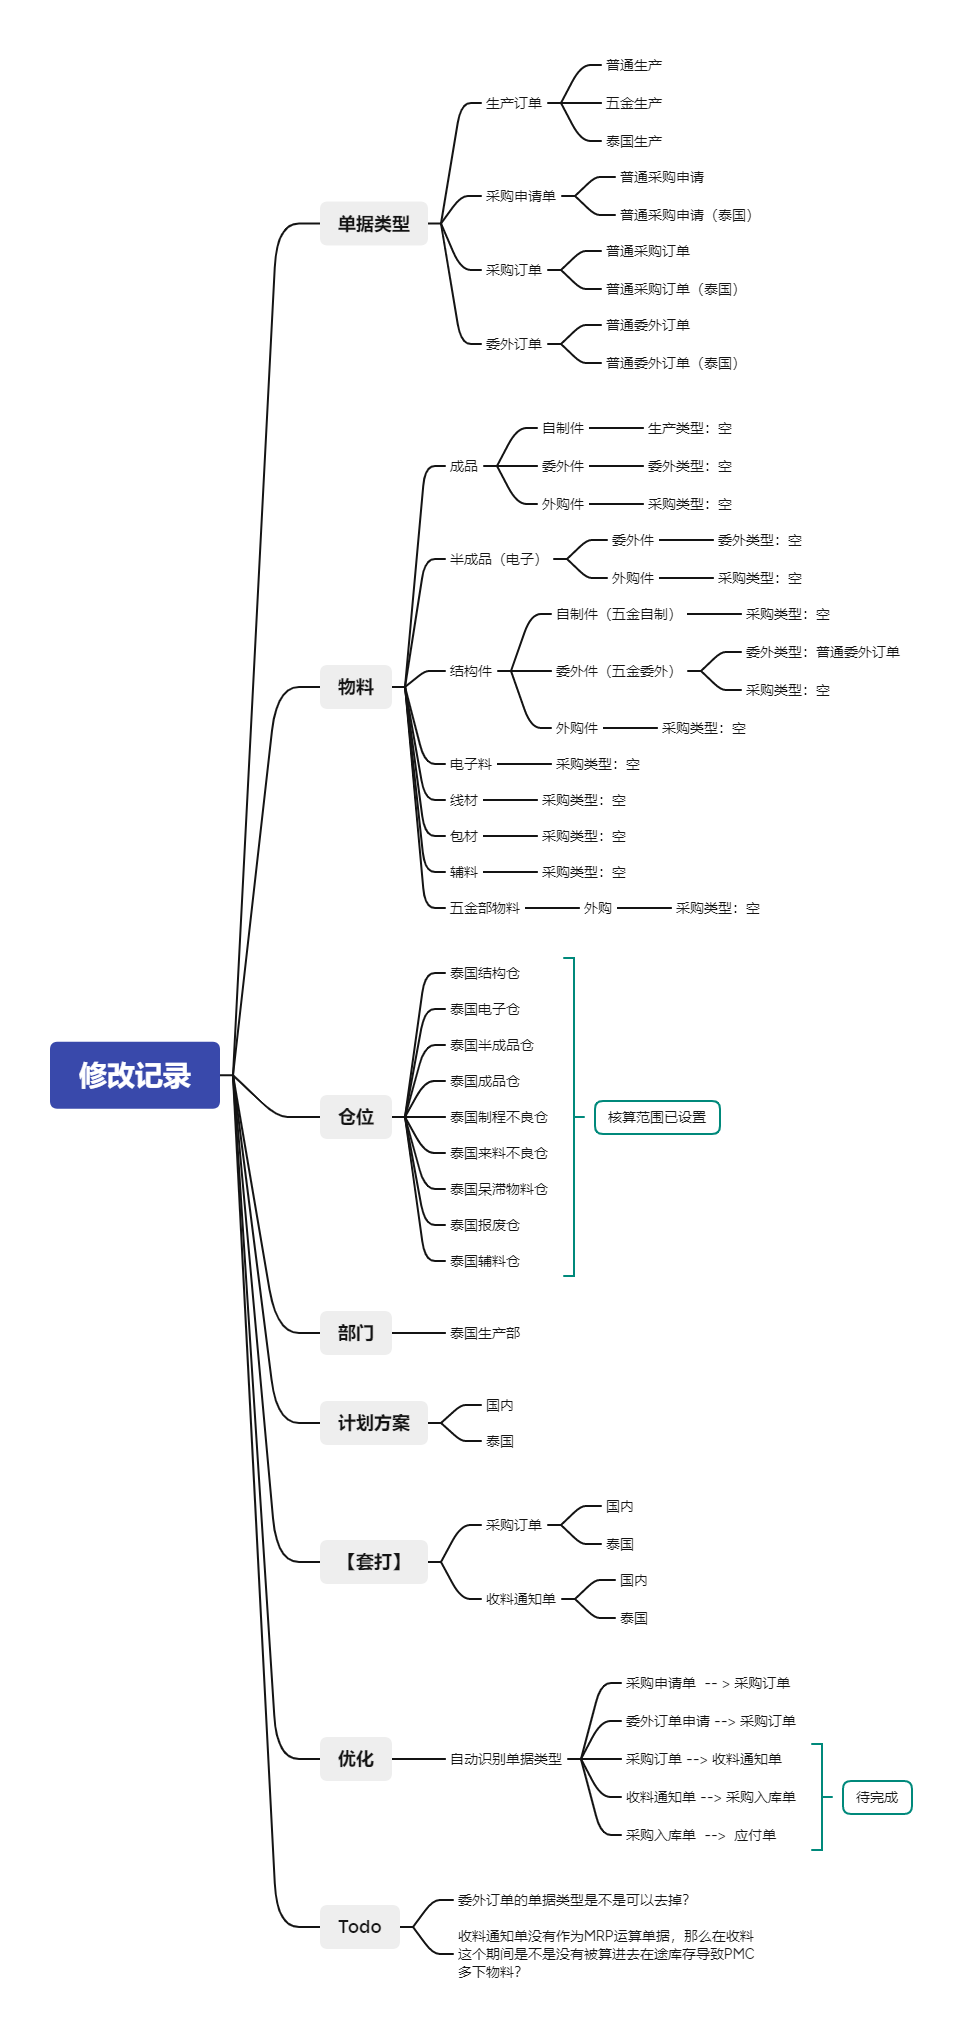 修改记录
单据类型
生产订单
普通生产
五金生产
泰国生产
采购申请单
普通采购申请
普通采购申请（泰国）
采购订单
普通采购订单
普通采购订单（泰国）
委外订单
普通委外订单
普通委外订单（泰国）
物料
成品
自制件
生产类型：空
委外件
委外类型：空
外购件
采购类型：空
半成品（电子）
委外件
委外类型：空
外购件
采购类型：空
结构件
自制件（五金自制）
采购类型：空
委外件（五金委外）
委外类型：普通委外订单
采购类型：空
外购件
采购类型：空
电子料
采购类型：空
线材
采购类型：空
包材
采购类型：空
辅料
采购类型：空
五金部物料
外购
采购类型：空
仓位
泰国结构仓
泰国电子仓
泰国半成品仓
泰国成品仓
泰国制程不良仓
泰国来料不良仓
泰国呆滞物料仓
泰国报废仓
泰国辅料仓
核算范围已设置
部门
泰国生产部
计划方案
国内
泰国
【套打】
采购订单
国内
泰国
收料通知单
国内
泰国
优化
自动识别单据类型
采购申请单  -- > 采购订单
委外订单申请 --> 采购订单
采购订单 --> 收料通知单
收料通知单 --> 采购入库单
采购入库单  -->  应付单
待完成
Todo
委外订单的单据类型是不是可以去掉？
收料通知单没有作为MRP运算单据，那么在收料
这个期间是不是没有被算进去在途库存导致PMC
多下物料？